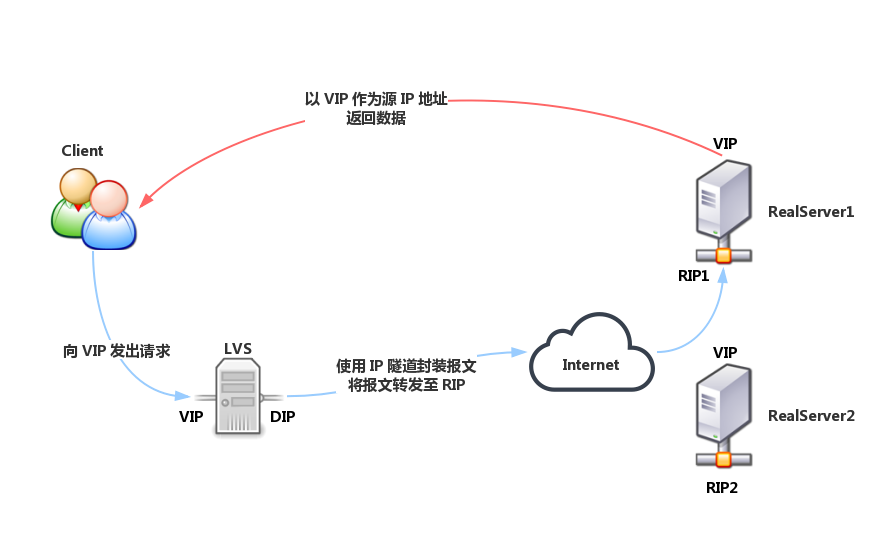 以 VIP 作为源 IP 地址
返回数据
Client
VIP
RealServer1
RIP1
向 VIP 发出请求
LVS
使用 IP 隧道封装报文
将报文转发至 RIP
Internet
VIP
VIP
DIP
RealServer2
RIP2